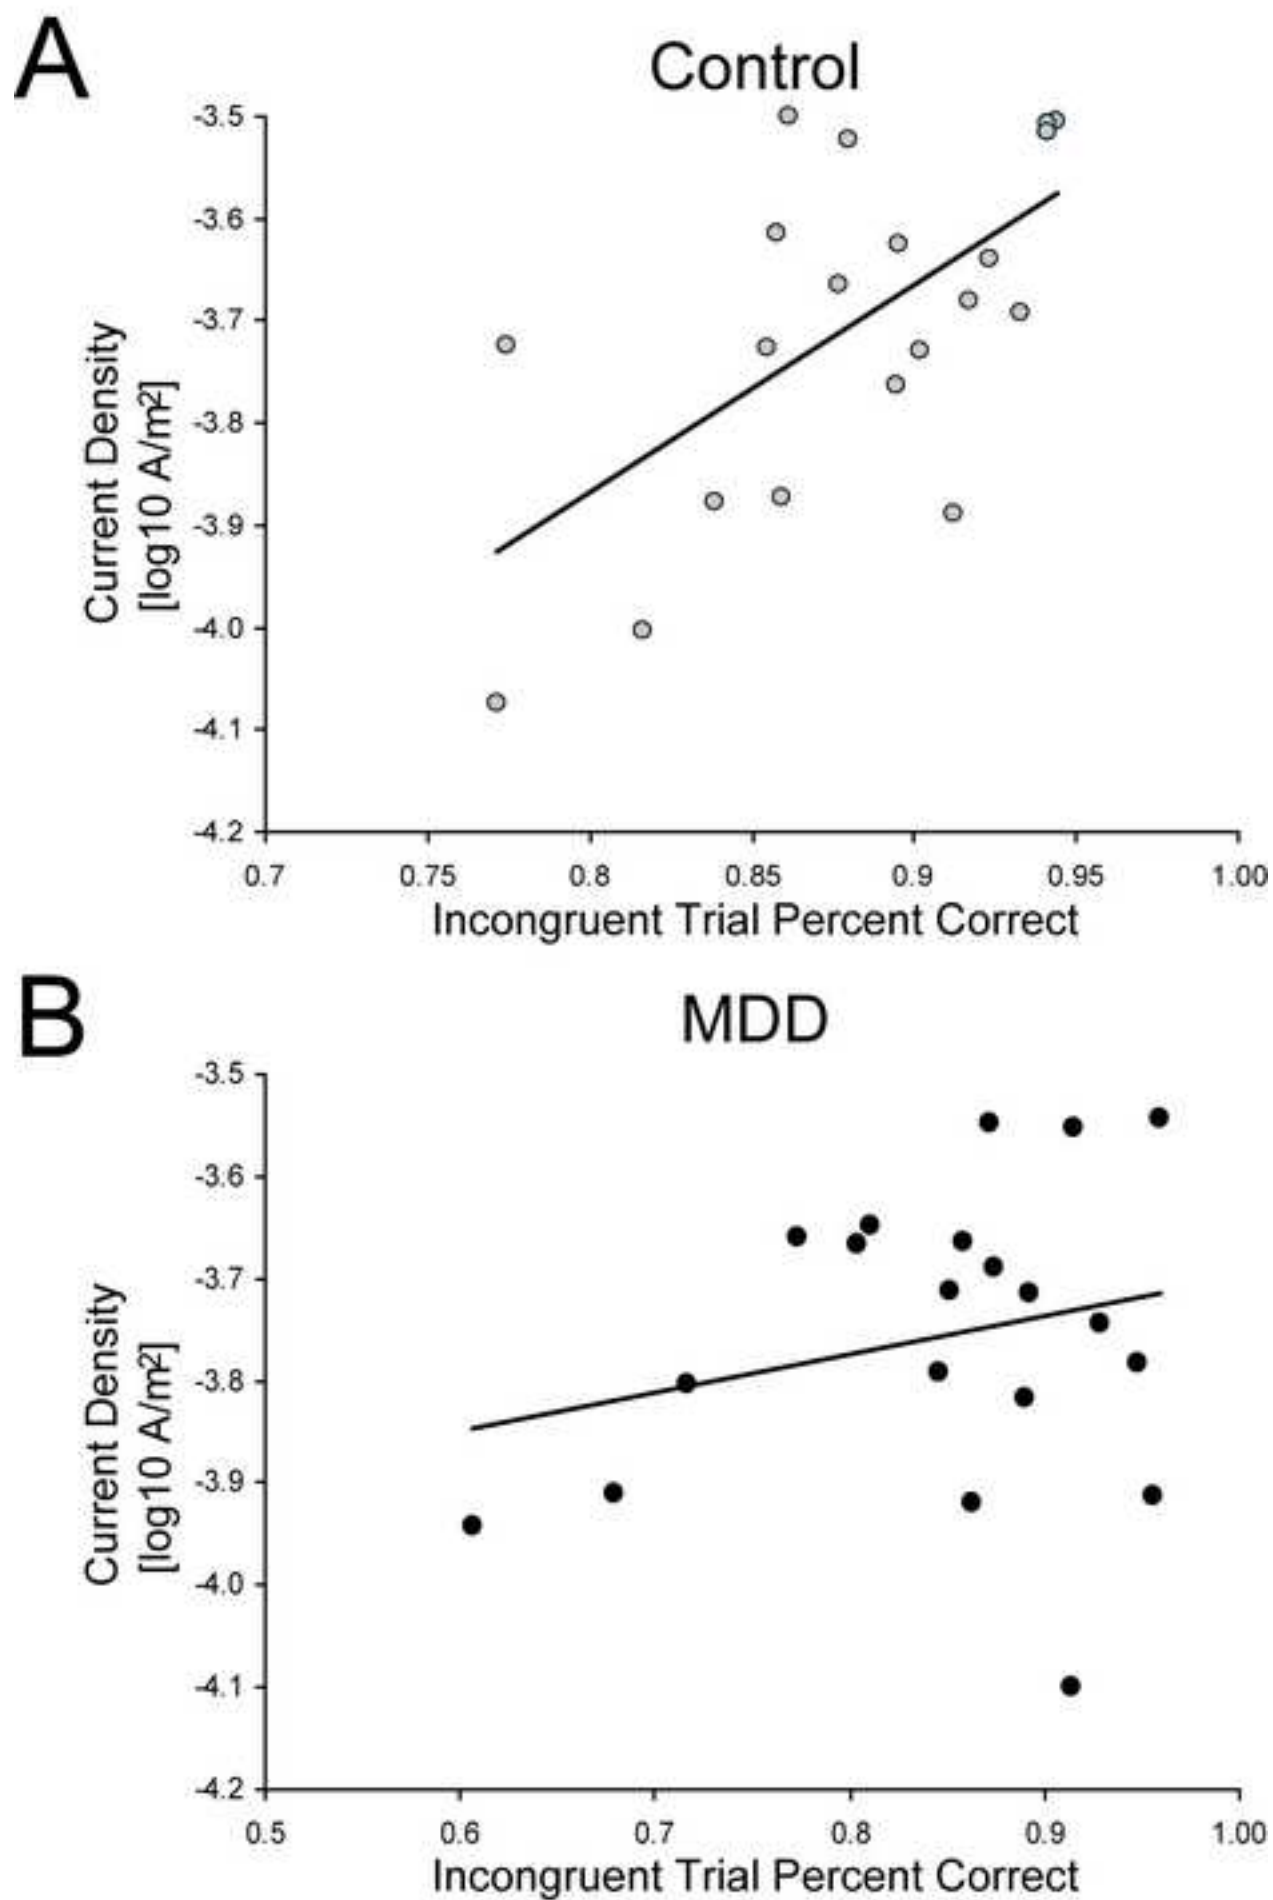 A
Control
-3.5
-3.6
-3.7
-3.8
-3.9
-4.0
-4.1
-4.2
Current Density
[log10 A/m²]
0.7 0.75 0.8 0.85 0.9 0.95 1.00
Incongruent Trial Percent Correct
B
MDD
-3.5
-3.6
-3.7
-3.8
-3.9
-4.0
-4.1
-4.2
Current Density
[log10 A/m²]
0.5 0.6 0.7 0.8 0.9 1.00
Incongruent Trial Percent Correct